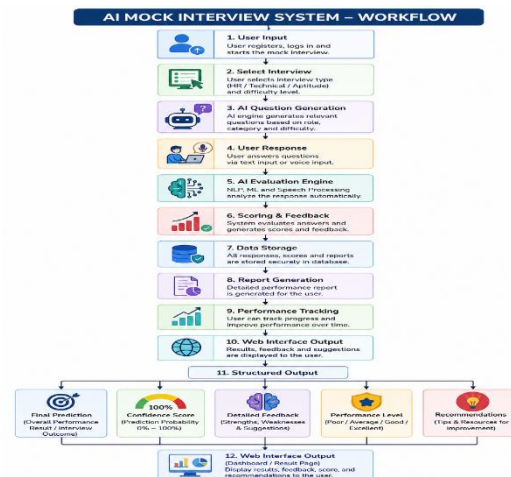 AI MOCK INTERVIEW SYSTEM – WORKFLOW
1. User Input
User registers, logs in and
starts the mock interview.
2. Select Interview
User selects interview type
(HR / Technical / Aptitude)
and difficulty level.
3. AI Question Generation
AI engine generates relevant
questions based on role,
category and difficulty.
4. User Response
User answers questions
via text input or voice input.
5. AI Evaluation Engine
NLP, ML and Speech Processing
analyze the response automatically.
6. Scoring & Feedback
System evaluates answers and
generates scores and feedback.
7. Data Storage
All responses, scores and reports
are stored securely in database.
8. Report Generation
Detailed performance report
is generated for the user.
9. Performance Tracking
User can track progress and
improve performance over time.
10. Web Interface Output
Results, feedback and suggestions
are displayed to the user.
11. Structured Output
Final Prediction
(Overall Performance
Result / Interview
Outcome)
100%
Confidence Score
(Prediction Probability
0% – 100%)
Detailed Feedback
(Strengths, Weaknesses
& Suggestions)
Performance Level
(Poor / Average / Good /
Excellent)
Recommendations
(Tips & Resources for
Improvement)
12. Web Interface Output
(Dashboard / Result Page)
Display results, feedback, score, and
recommendations to the user.